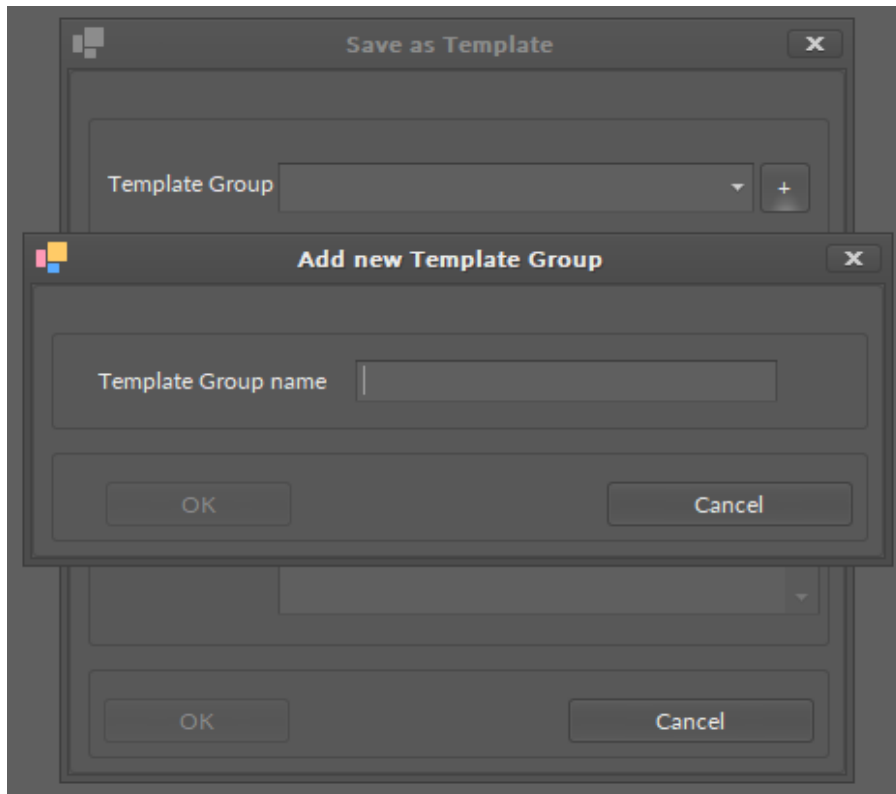 Save as Template
x
Template Group
+
Add new Template Group
x
Template Group name
OK
Cancel
OK
Cancel